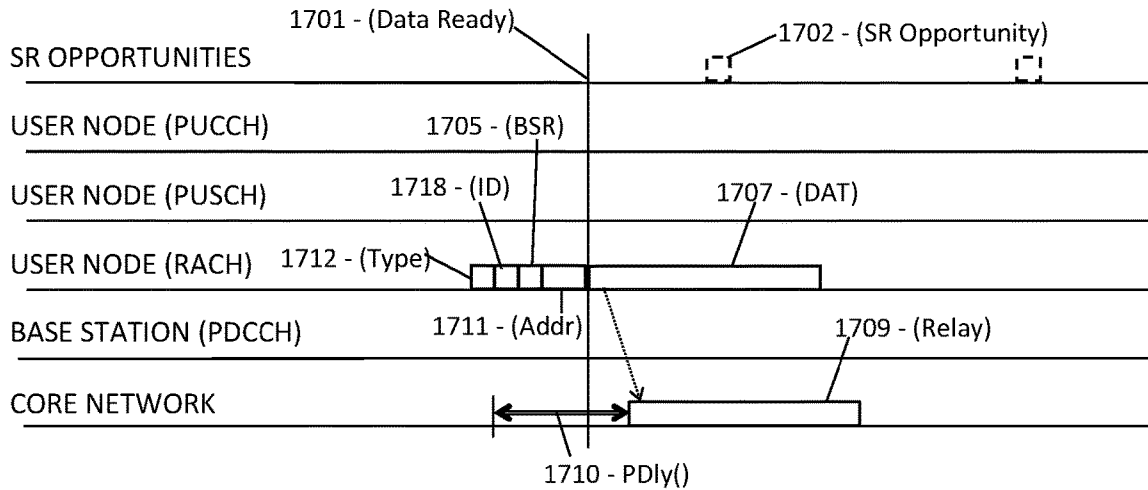 1701 - (Data Ready)
1702 - (SR Opportunity)
SR OPPORTUNITIES
USER NODE (PUCCH)
1705 - (BSR)
USER NODE (PUSCH)
1718 - (ID)
1707 - (DAT)
USER NODE (RACH)
1712 - (Type)
1711 - (Addr)
BASE STATION (PDCCH)
1709 - (Relay)
CORE NETWORK
1710 - PDly()